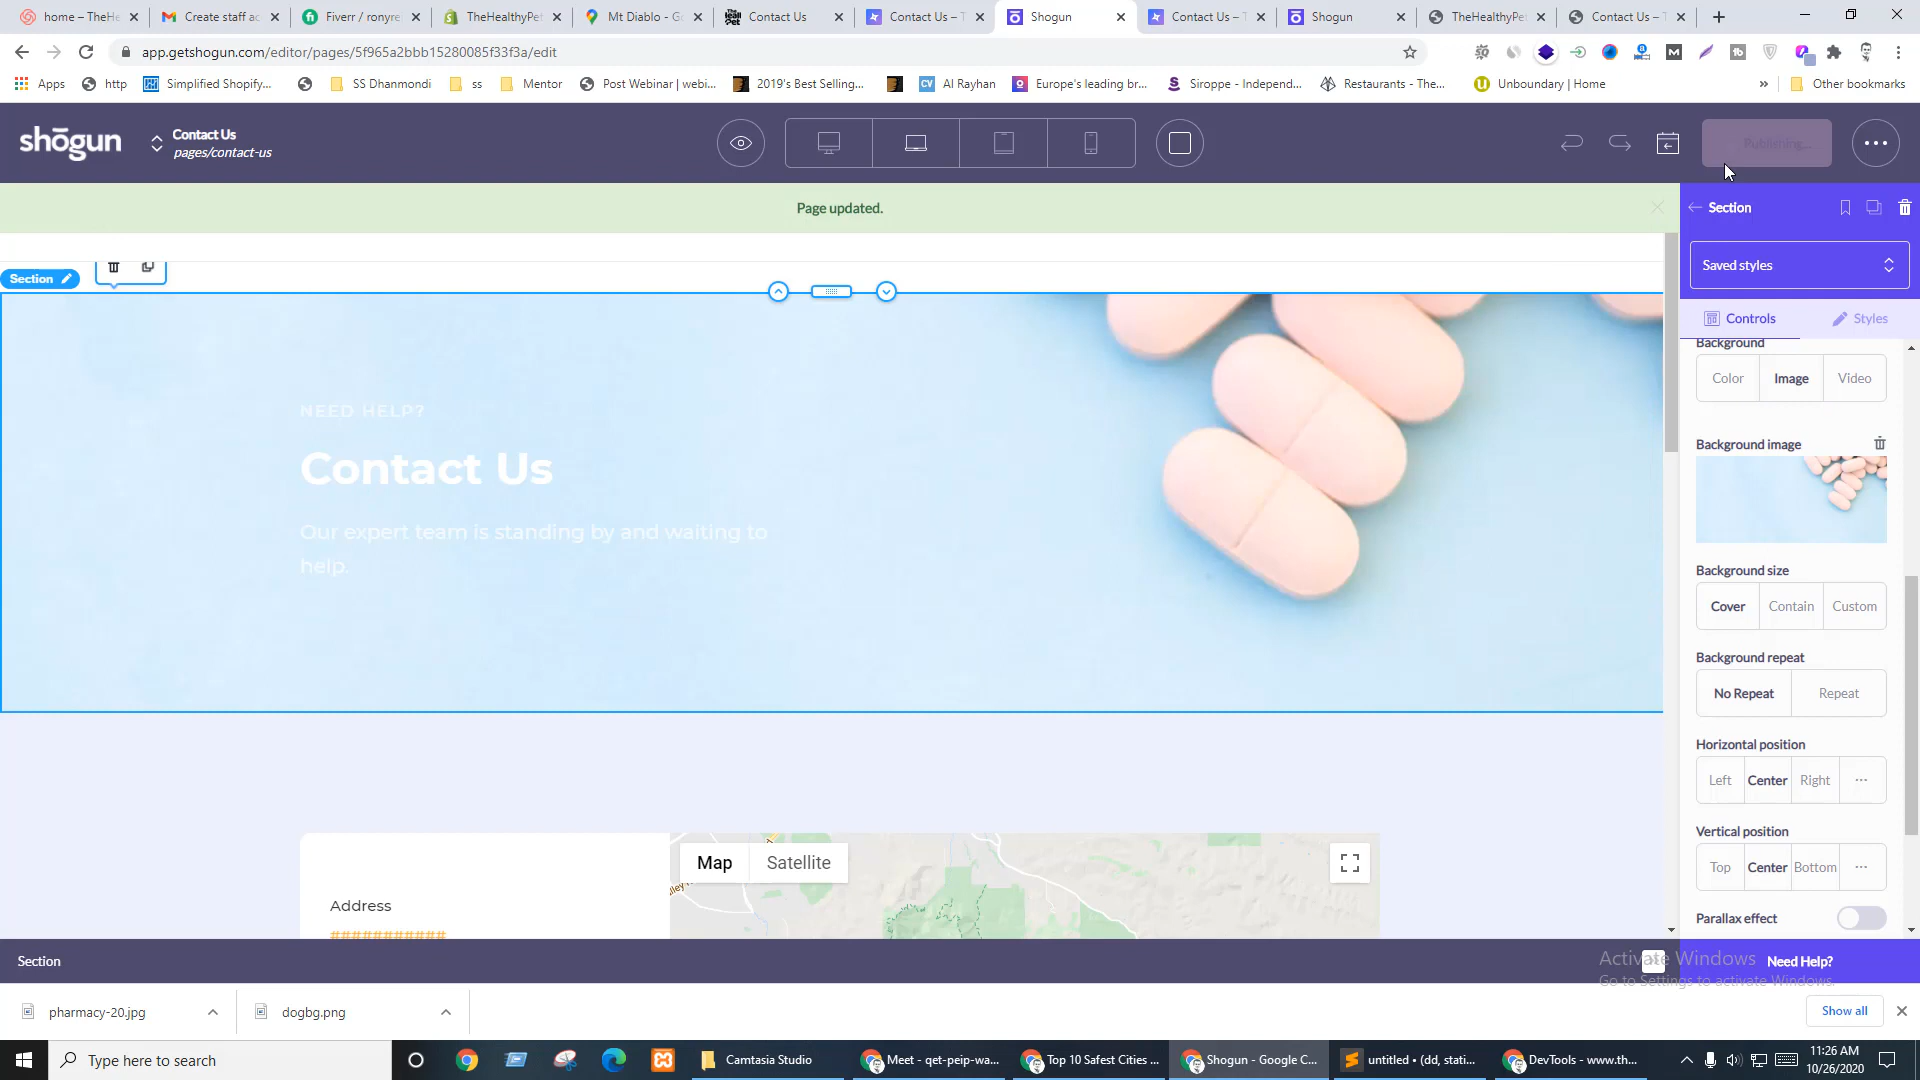 home – TheHe
Create staff ac
Fiverr / ronyre
TheHealthyPet
Mt Diablo - Go
Contact Us
Contact Us – T
Shogun
Contact Us – T
Shogun
TheHealthyPet
Contact Us – T
app.getshogun.com/editor/pages/5f965a2bbb15280085f33f3a/edit
Apps
http
Simplified Shopify...
SS Dhanmondi
ss
Mentor
Post Webinar | webi...
2019's Best Selling...
Al Rayhan
Europe's leading br...
Siroppe - Independ...
Restaurants - The...
Unboundary | Home
Other bookmarks
shōgun
Contact Us
pages/contact-us
Publishing...
Page updated.
Section
Saved styles
Controls
Styles
Section
NEED HELP?
Contact Us
Our expert team is standing by and waiting to
help.
Background
Color
Image
Video
Background image
Background size
Cover
Contain
Custom
Background repeat
No Repeat
Repeat
Horizontal position
Left
Center
Right
Vertical position
Top
Center
Bottom
Parallax effect
Map
Satellite
Address
###########
Section
Activate Windows
Go to Settings to activate Windows.
Need Help?
pharmacy-20.jpg
dogbg.png
Show all
Type here to search
Camtasia Studio
Meet - qet-peip-wa...
Top 10 Safest Cities ...
Shogun - Google C...
untitled • (dd, stati...
DevTools - www.th...
11:26 AM
10/26/2020